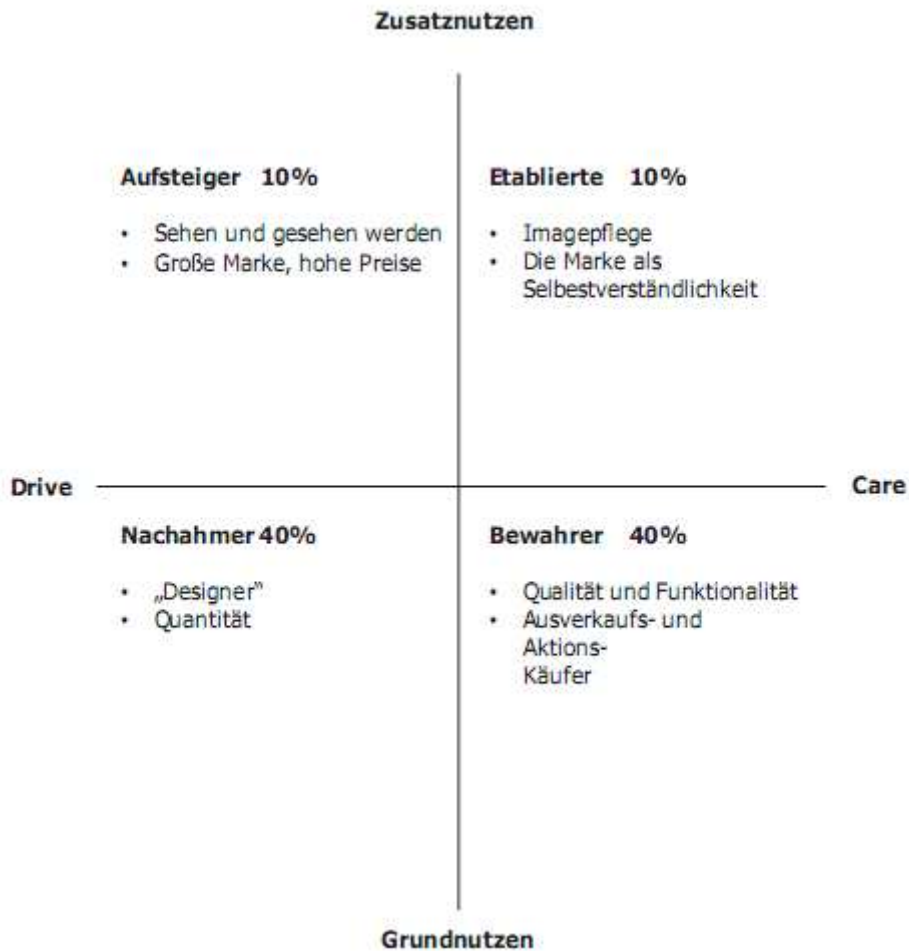 Zusatznutzen
Aufsteiger 10%
• Sehen und gesehen werden
• Große Marke, hohe Preise
Etablierte 10%
• Imagepflege
• Die Marke als
Selbestverständlichkeit
Drive
Care
Nachahmer 40%
• „Designer"
• Quantität
Bewahrer 40%
• Qualität und Funktionalität
• Ausverkaufs- und
Aktions-
Käufer
Grundnutzen